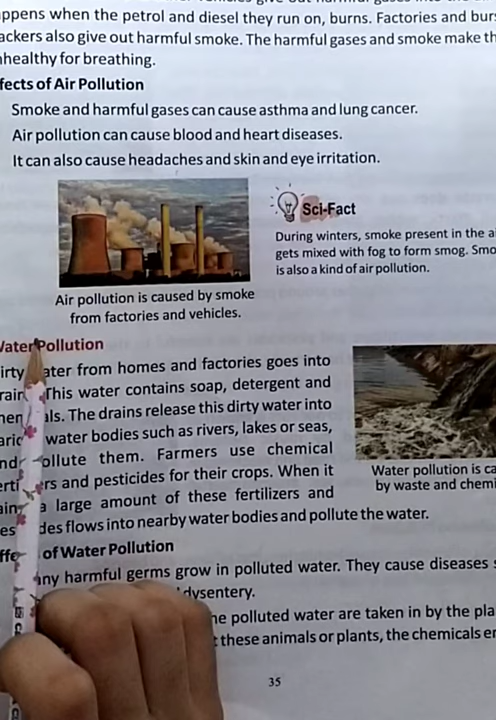 ppens when the petrol and diesel they run on, burns. Factories and
ackers also give out harmful smoke. The harmful gases and smoke make
healthy for breathing.
ffects of Air Pollution
Smoke and harmful gases can cause asthma and lung cancer.
Air pollution can cause blood and heart diseases.
It can also cause headaches and skin and eye irritation.
Sci-Fact
During winters, smoke present in the
gets mixed with fog to form smog.
is also a kind of air pollution.
Air pollution is caused by smoke
from factories and vehicles.
Water Pollution
ater from homes and factories goes into
This water contains soap, detergent and
als. The drains release this dirty water into
water bodies such as rivers, lakes or seas,
ollute them. Farmers use chemical
rs and pesticides for their crops. When it
a large amount of these fertilizers and
des flows into nearby water bodies and pollute the water.
Water pollution is
by waste and
of Water Pollution
any harmful germs grow in polluted water. They cause diseases
dysentery.
he polluted water are taken in by the
these animals or plants, the chemicals
35